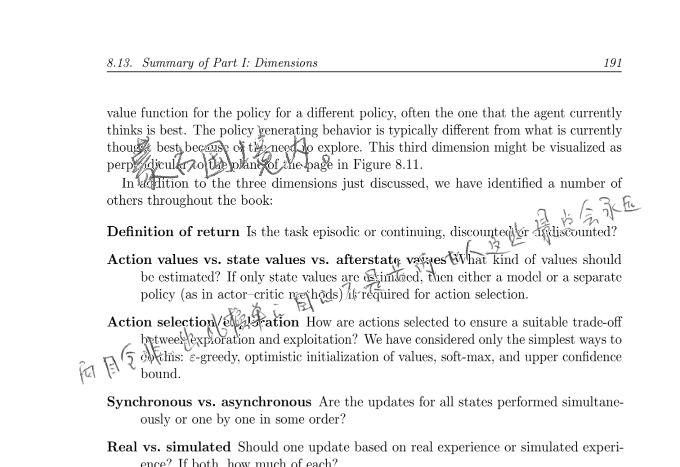 8.13. Summary of Part I: Dimensions 191
value function for the policy for a different policy, often the one that the agent currently
thinks is best. The policy generating behavior is typically different from what is currently
thought best because of the need to explore. This third dimension might be visualized as
perpendicular to the plane of the page in Figure 8.11.
In addition to the three dimensions just discussed, we have identified a number of
others throughout the book:
Definition of return Is the task episodic or continuing, discounted or undiscounted?
Action values vs. state values vs. afterstate values What kind of values should
be estimated? If only state values are estimated, then either a model or a separate
policy (as in actor–critic methods) is required for action selection.
Action selection/exploration How are actions selected to ensure a suitable trade-off
between exploration and exploitation? We have considered only the simplest ways to
do this: ε-greedy, optimistic initialization of values, soft-max, and upper confidence
bound.
Synchronous vs. asynchronous Are the updates for all states performed simultane-
ously or one by one in some order?
Real vs. simulated Should one update based on real experience or simulated experi-
ence? If both, how much of each?
蒙古国境内。